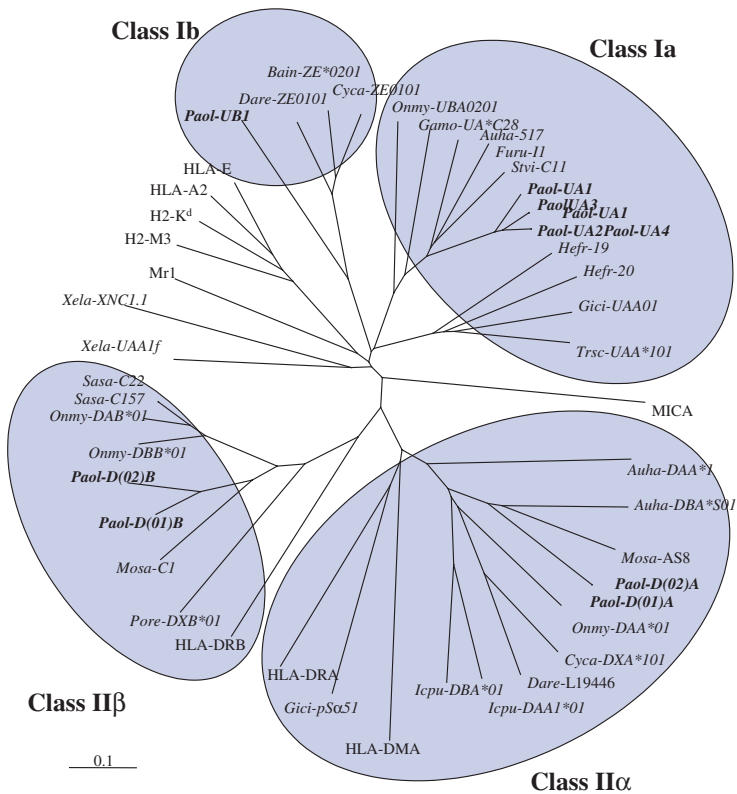 Class Ib
Class Ia
Bain-ZE*0201
Cyca-ZE0101
Dare-ZE0101
Paol-UB1
Onmy-UBA0201
Gamo-UA*C28
Auha-517
Furu-I1
Stvi-C11
Paol-UA1
PaolUA3
Paol-UA1
Paol-UA2Paol-UA4
Hefr-19
Hefr-20
Gici-UAA01
Trsc-UAA*101
HLA-E
HLA-A2
H2-Kd
H2-M3
Mr1
Xela-XNC1.1
Xela-UAA1f
MICA
Sasa-C22
Sasa-C157
Onmy-DAB*01
Onmy-DBB*01
Paol-D(02)B
Paol-D(01)B
Mosa-C1
Pore-DXB*01
HLA-DRB
Class IIβ
Auha-DAA*1
Auha-DBA*S01
Mosa-AS8
Paol-D(02)A
Paol-D(01)A
Onmy-DAA*01
Cyca-DXA*101
Dare-L19446
Icpu-DAA1*01
Icpu-DBA*01
HLA-DRA
Gici-pSα51
HLA-DMA
Class IIα
0.1